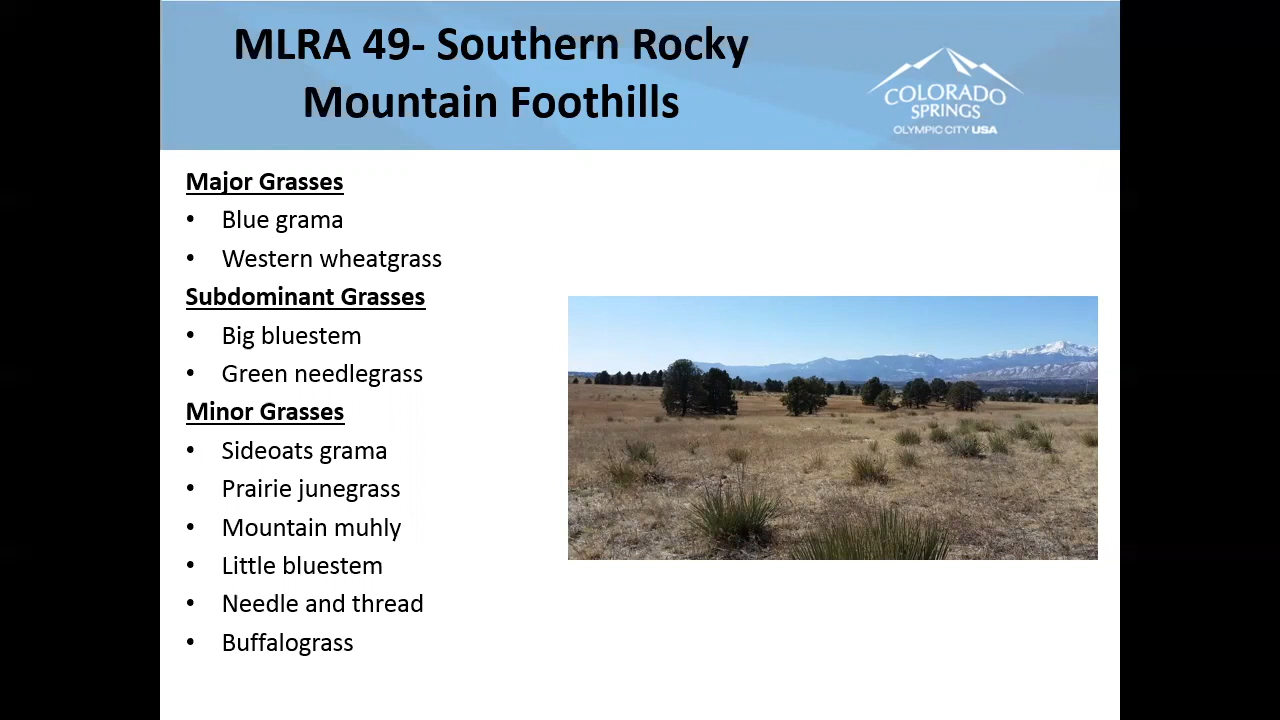 MLRA 49- Southern Rocky
Mountain Foothills
COLORADO
SPRINGS
OLYMPIC CITY USA
Major Grasses
• Blue grama
• Western wheatgrass
Subdominant Grasses
• Big bluestem
• Green needlegrass
Minor Grasses
• Sideoats grama
• Prairie junegrass
• Mountain muhly
• Little bluestem
• Needle and thread
• Buffalograss